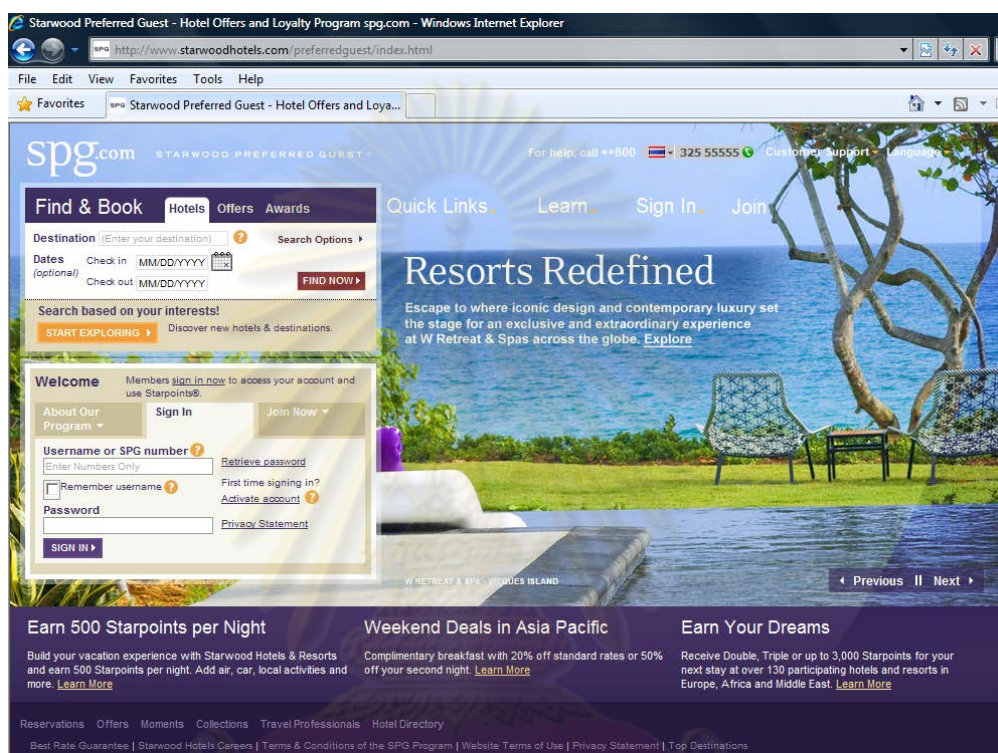 Starwood Preferred Guest - Hotel Offers and Loyalty Program spg.com - Windows Internet Explorer
SPG http://www.starwoodhotels.com/preferredguest/index.html
File Edit View Favorites Tools Help
Favorites SPG Starwood Preferred Guest - Hotel Offers and Loya...
spg.com STARWOOD PREFERRED GUEST
For help, call ++800 325 55555 Customer Support Language
Find & Book Hotels Offers Awards
Quick Links Learn Sign In Join
Destination (Enter your destination) ? Search Options
Dates Check in MM/DD/YYYY
(optional) Check out MM/DD/YYYY FIND NOW
Search based on your interests!
START EXPLORING Discover new hotels & destinations.
Resorts Redefined
Escape to where iconic design and contemporary luxury set
the stage for an exclusive and extraordinary experience
at W Retreat & Spas across the globe. Explore
Welcome Members sign in now to access your account and
use Starpoints®.
About Our
Program Sign In Join Now
Username or SPG number ?
Enter Numbers Only Retrieve password
Remember username ? First time signing in?
Activate account ?
Password
Privacy Statement
SIGN IN
W RETREAT & SPA - VIEQUES ISLAND
Previous II Next
Earn 500 Starpoints per Night
Build your vacation experience with Starwood Hotels & Resorts
and earn 500 Starpoints per night. Add air, car, local activities and
more. Learn More
Weekend Deals in Asia Pacific
Complimentary breakfast with 20% off standard rates or 50%
off your second night. Learn More
Earn Your Dreams
Receive Double, Triple or up to 3,000 Starpoints for your
next stay at over 130 participating hotels and resorts in
Europe, Africa and Middle East. Learn More
Reservations Offers Moments Collections Travel Professionals Hotel Directory
Best Rate Guarantee | Starwood Hotels Careers | Terms & Conditions of the SPG Program | Website Terms of Use | Privacy Statement | Top Destinations